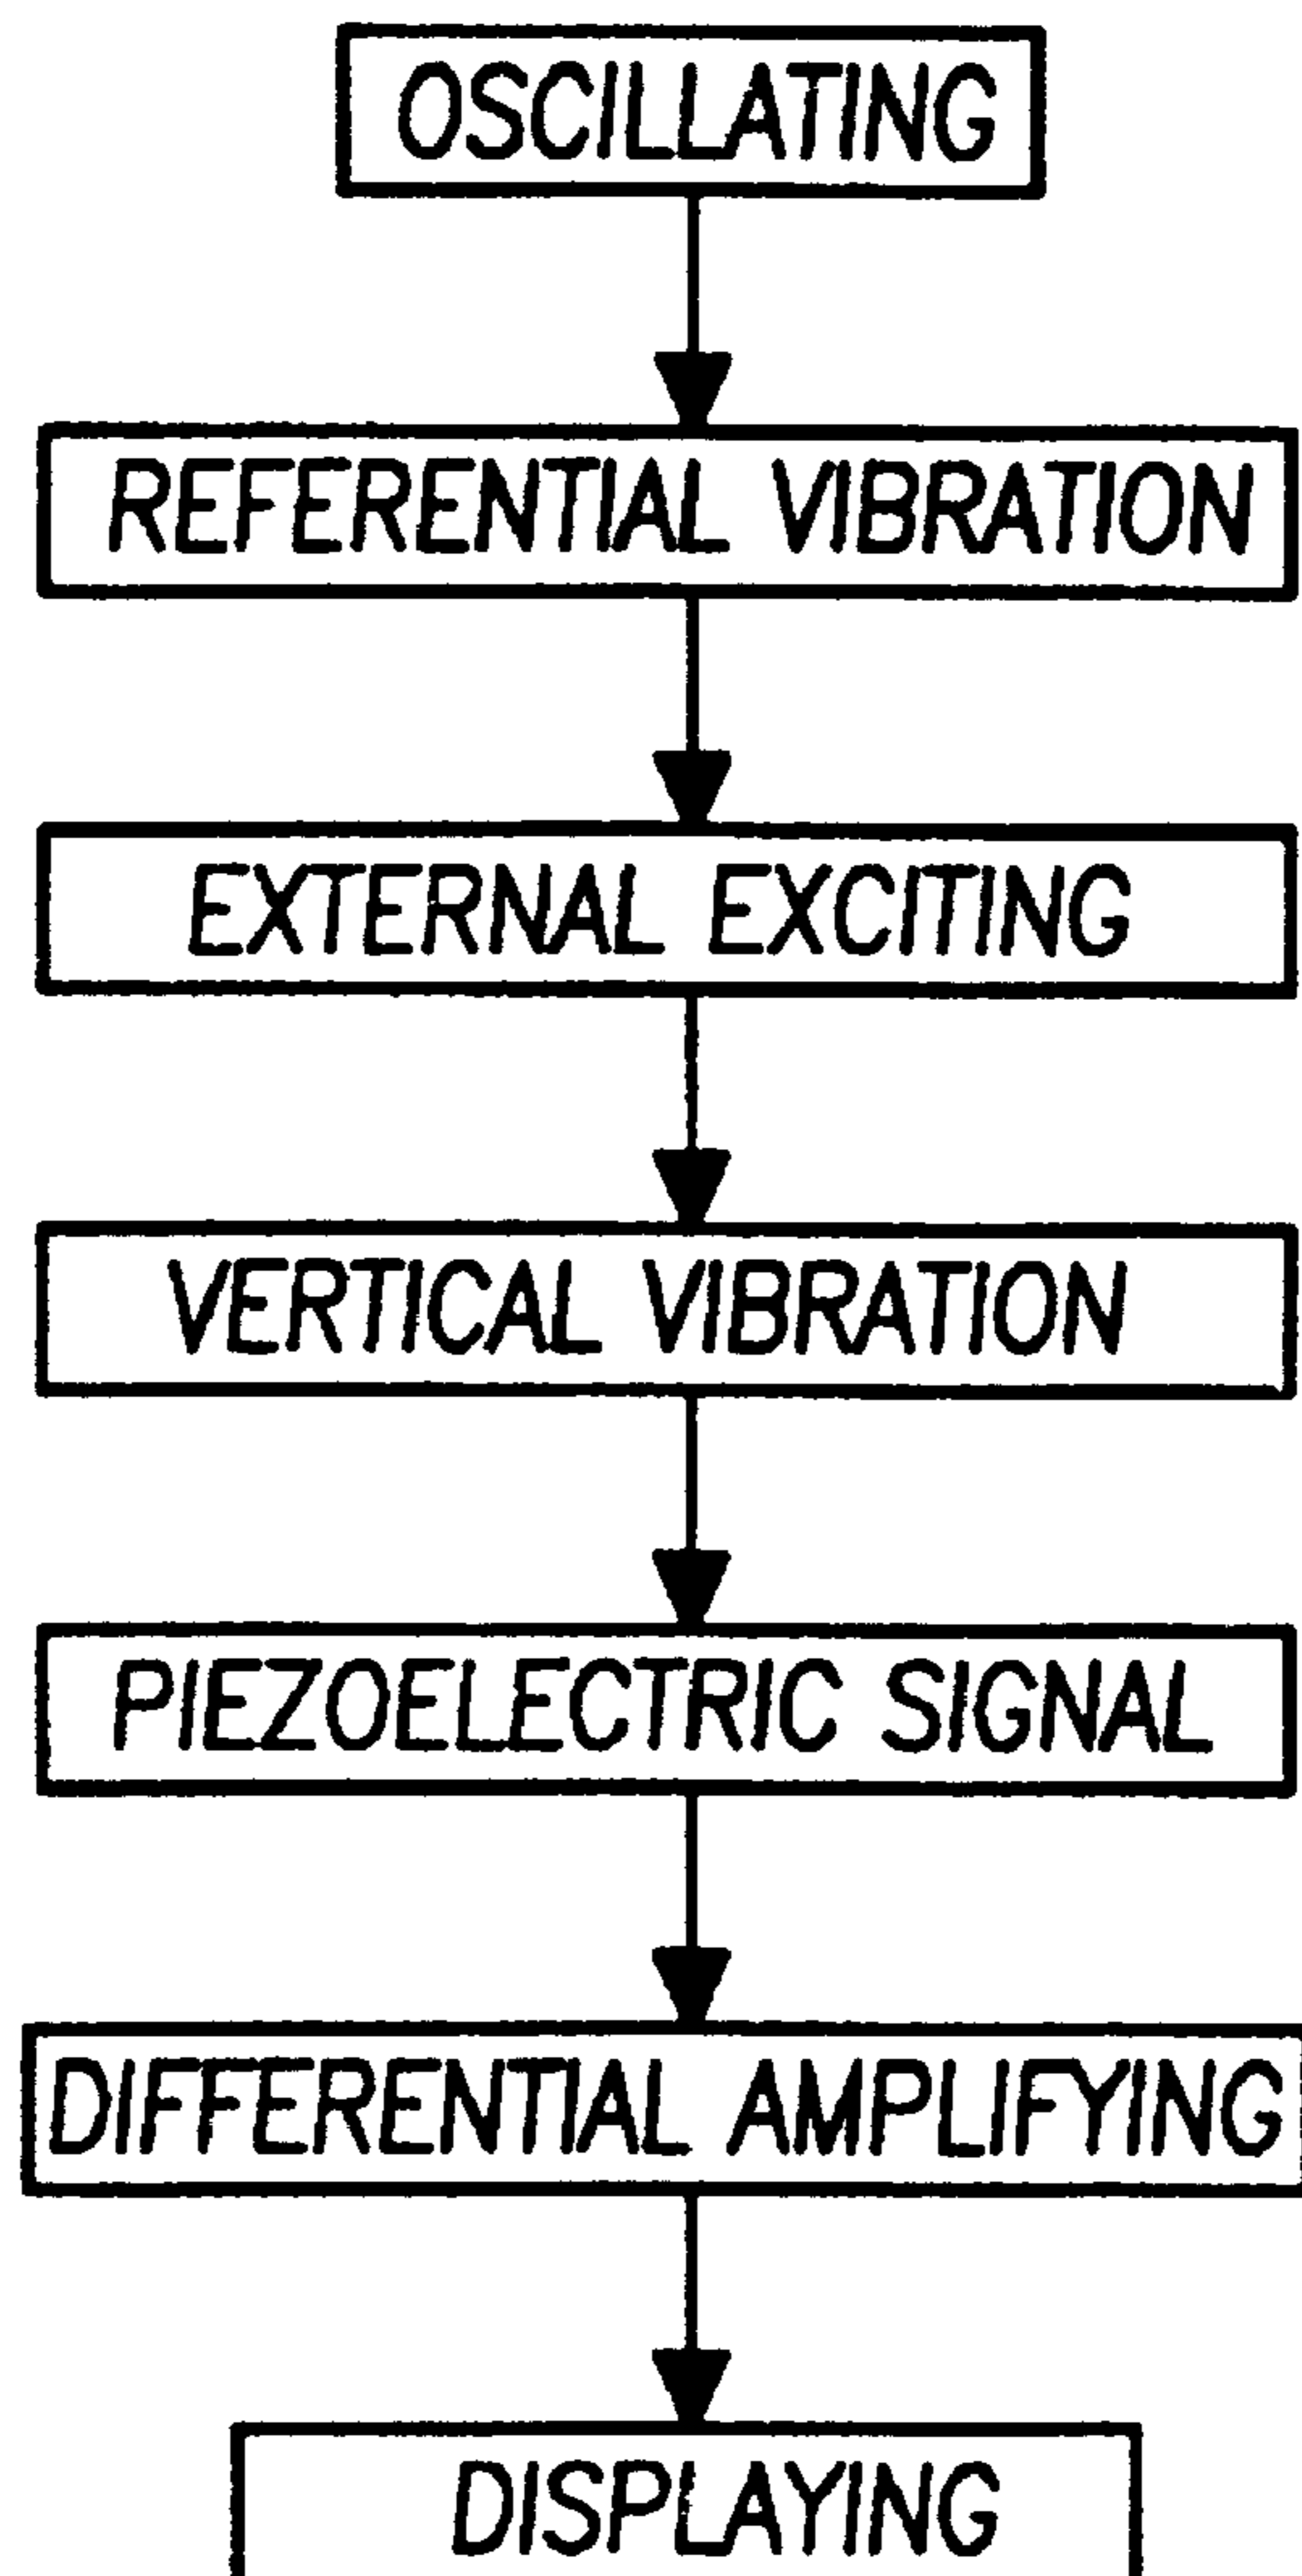 OSCILLATING
REFERENTIAL VIBRATION
EXTERNAL EXCITING
VERTICAL VIBRATION
PIEZOELECTRIC SIGNAL
DIFFERENTIAL AMPLIFYING
DISPLAYING